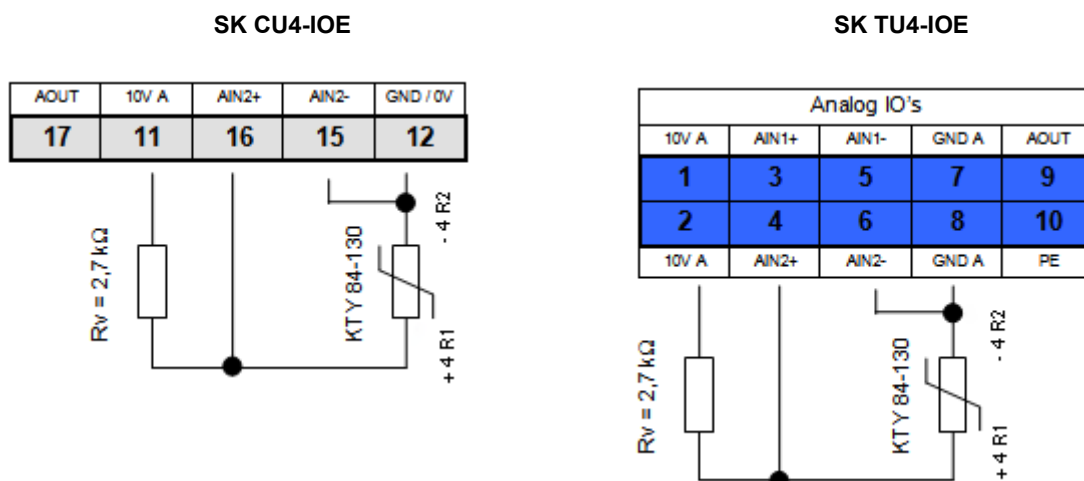 SK CU4-IOE
AOUT 10V A AIN2+ AIN2- GND / 0V
17 11 16 15 12
Rv = 2,7 kΩ
KTY 84-130
- 4 R2
+ 4 R1
SK TU4-IOE
Analog IO's
10V A AIN1+ AIN1- GND A AOUT
1 3 5 7 9
2 4 6 8 10
10V A AIN2+ AIN2- GND A PE
Rv = 2,7 kΩ
KTY 84-130
- 4 R2
+ 4 R1